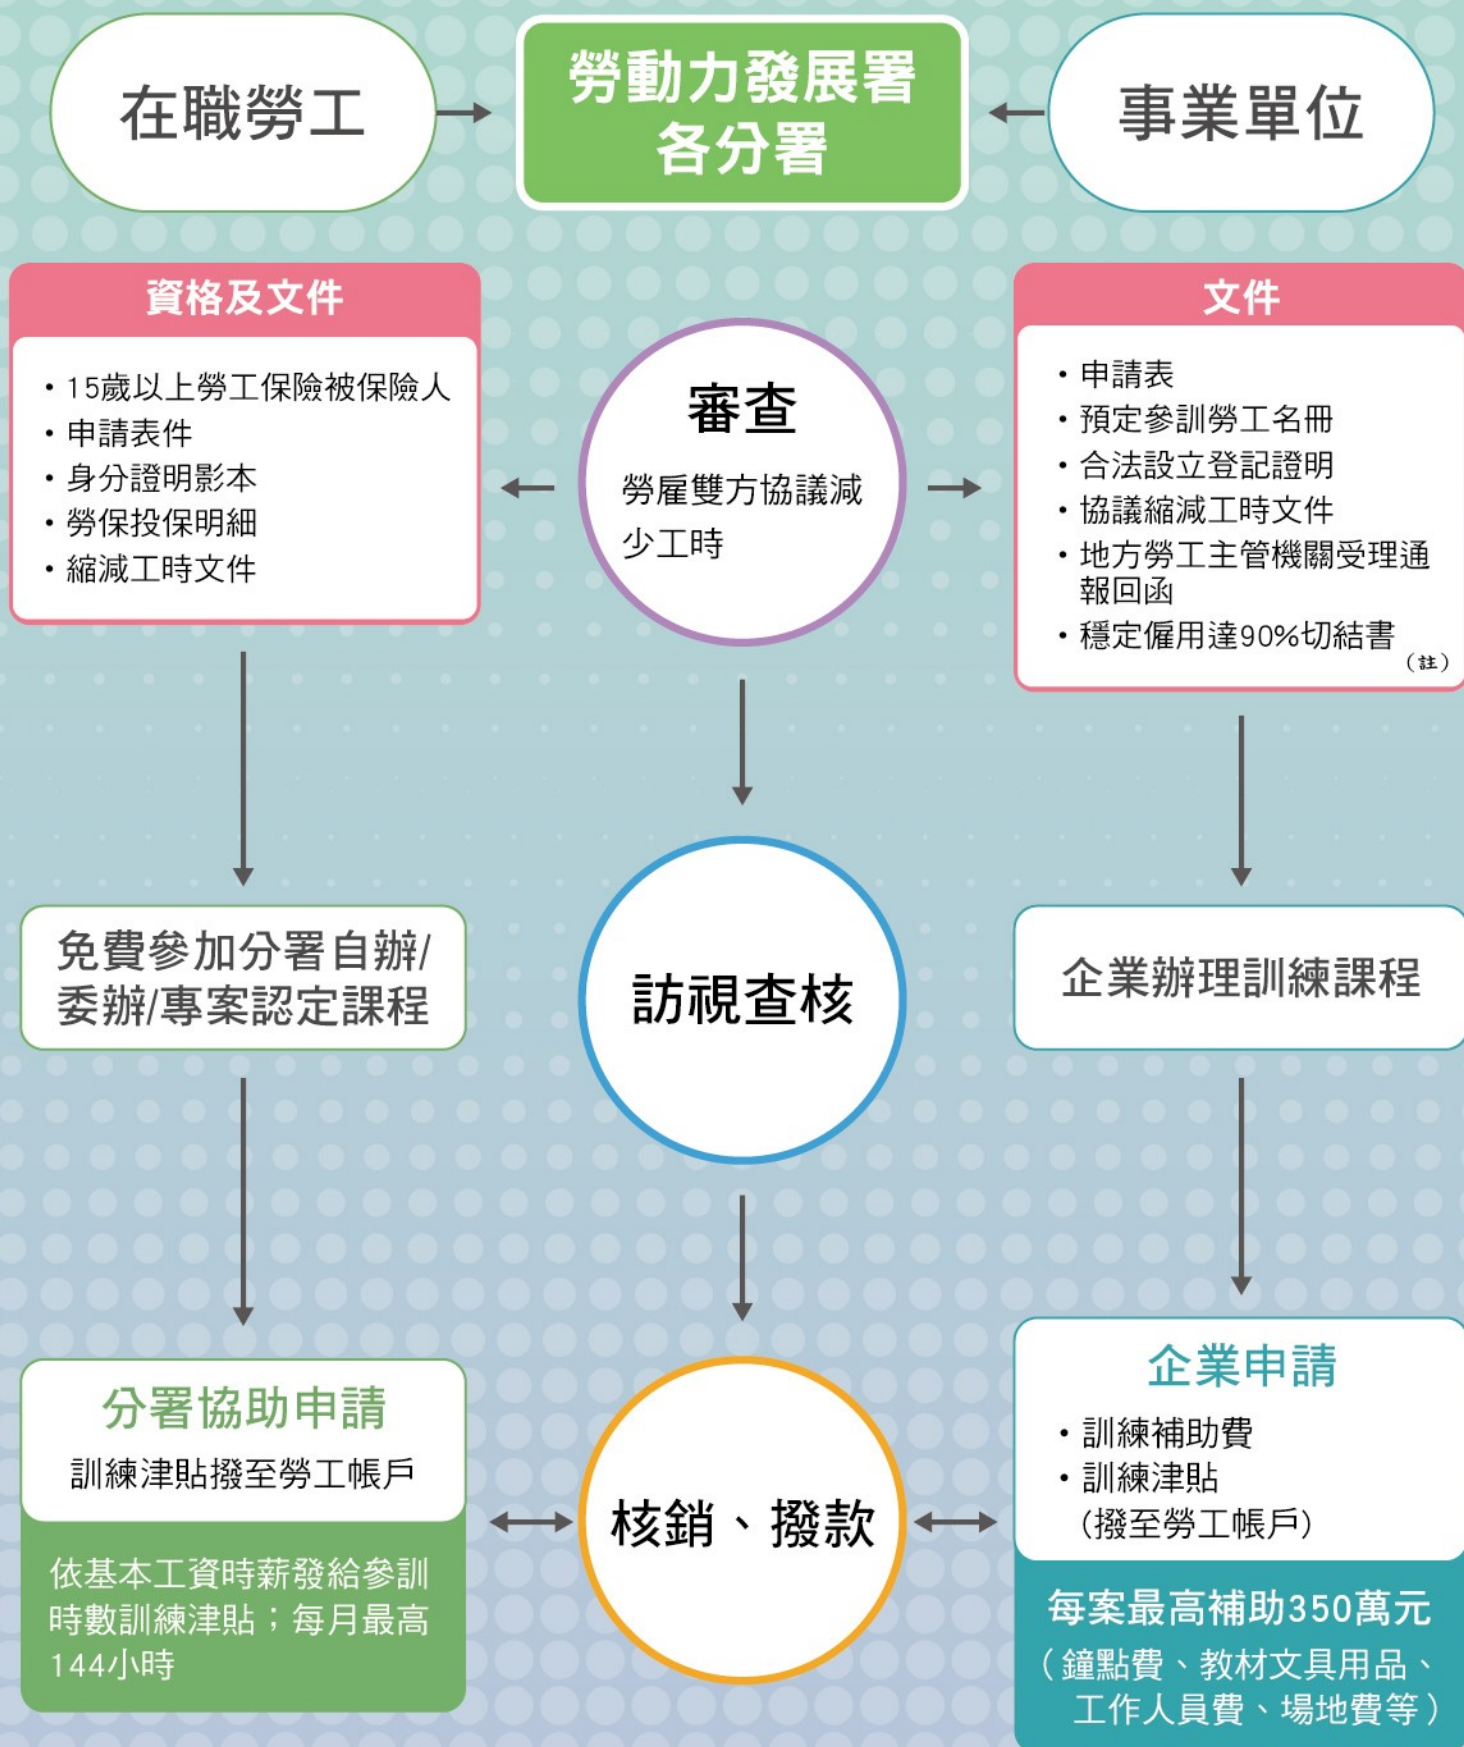 在職勞工
勞動力發展署
各分署
事業單位
資格及文件
・15歲以上勞工保險被保險人
・申請表件
・身分證明影本
・勞保投保明細
・縮減工時文件
審查
勞雇雙方協議減
少工時
文件
・申請表
・預定參訓勞工名冊
・合法設立登記證明
・協議縮減工時文件
・地方勞工主管機關受理通
報回函
・穩定僱用達90%切結書
（註）
免費參加分署自辦/
委辦/專案認定課程
訪視查核
企業辦理訓練課程
分署協助申請
訓練津貼撥至勞工帳戶
依基本工資時薪發給參訓
時數訓練津貼；每月最高
144小時
核銷、撥款
企業申請
・訓練補助費
・訓練津貼
(撥至勞工帳戶)
每案最高補助350萬元
（鐘點費、教材文具用品、
工作人員費、場地費等）